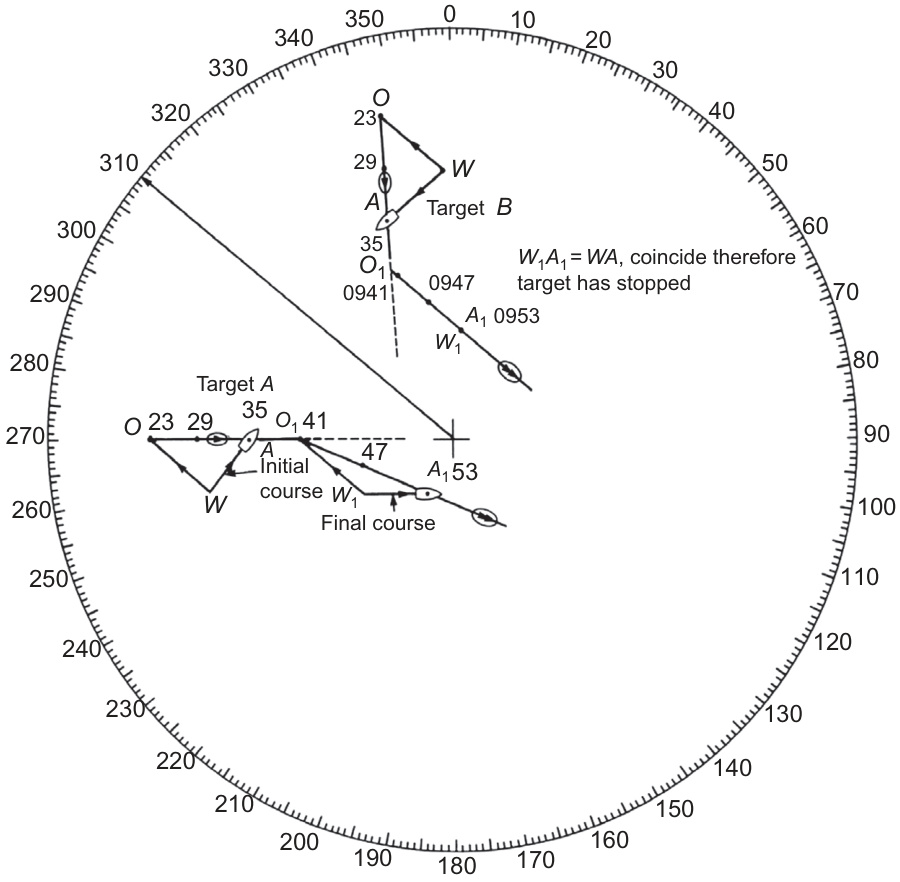 0
10
20
30
40
50
60
70
80
90
100
110
120
130
140
150
160
170
180
190
200
210
220
230
240
250
260
270
280
290
300
310
320
330
340
350
O
23
29
W
A
Target B
35
O1
0941
0947
A1 0953
W1
W1A1 = WA, coincide therefore
target has stopped
Target A
O 23 29 35 O1 41
A
47
Initial
course
W
W1
A1 53
Final course